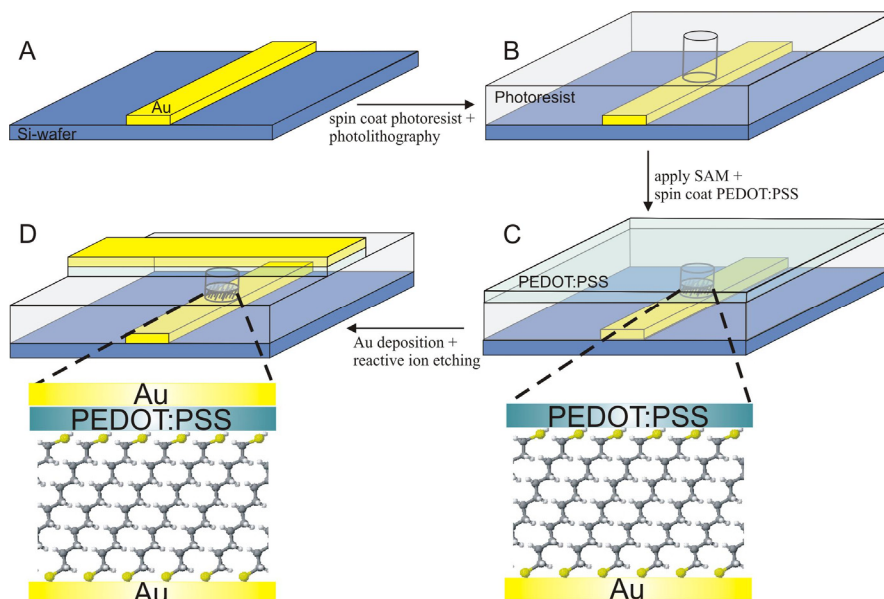 A
Au
Si-wafer
spin coat photoresist +
photolithography
B
Photoresist
apply SAM +
spin coat PEDOT:PSS
C
PEDOT:PSS
Au deposition +
reactive ion etching
D
Au
PEDOT:PSS
Au
PEDOT:PSS
Au